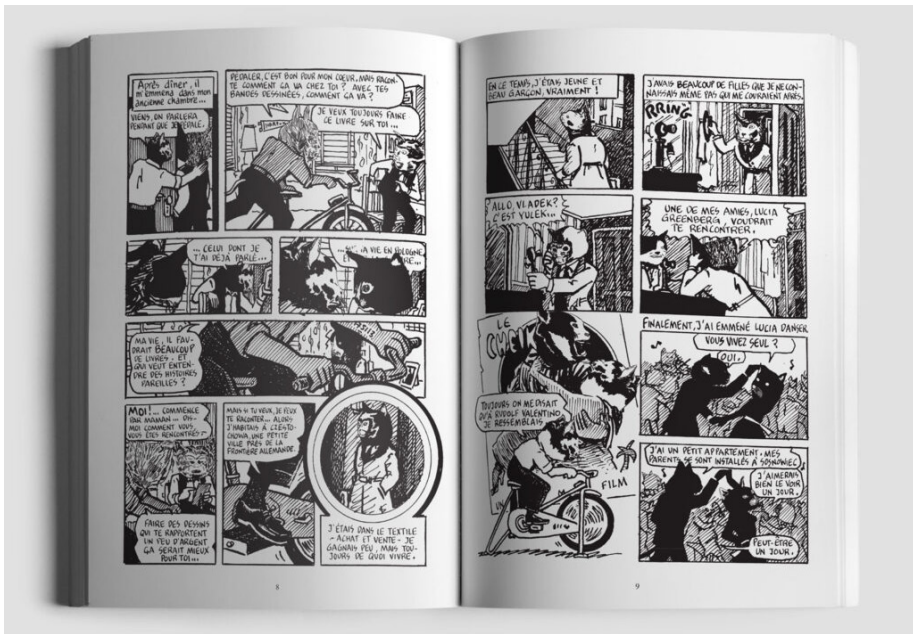 Après dîner, il
m'emmena dans mon
ancienne chambre...
VIENS, ON PARLERA
PENDANT QUE JE PÉDALE.
PÉDALER, C'EST BON POUR MON COEUR. MAIS RACON-
TE COMMENT ÇA VA CHEZ TOI ? AVEC TES
BANDES DESSINÉES, COMMENT ÇA VA ?
JE VEUX TOUJOURS FAIRE
CE LIVRE SUR TOI...
... CELUI DONT JE
T'AI DÉJÀ PARLÉ...
VIE EN POLOGNE,
MA VIE, IL FAU-
DRAIT BEAUCOUP
DE LIVRES. ET
QUI VEUT ENTEN-
DRE DES HISTOIRES
PAREILLES ?
MOI !... COMMENCE
PAR MAMAN... DIS-
MOI COMMENT VOUS
VOUS ÊTES RENCONTRÉS ?
FAIRE DES DESSINS
QUI TE RAPPORTENT
UN PEU D'ARGENT
ÇA SERAIT MIEUX
POUR TOI...
MAIS SI TU VEUX, JE PEUX
TE RACONTER... ALORS
J'HABITAIS À CZESTO-
CHOWA, UNE PETITE
VILLE PRÈS DE LA
FRONTIÈRE ALLEMANDE.
J'ÉTAIS DANS LE TEXTILE
- ACHAT ET VENTE - JE
GAGNAIS PEU, MAIS TOU-
JOURS DE QUOI VIVRE.
8
EN CE TEMPS, J'ÉTAIS JEUNE ET
BEAU GARÇON, VRAIMENT !
J'AVAIS BEAUCOUP DE FILLES QUE JE NE CON-
NAISSAIS MÊME PAS QUI ME COURAIENT APRÈS.
RRING
ALLO, VLADEK ?
C'EST YULEK...
UNE DE MES AMIES, LUCIA
GREENBERG, VOUDRAIT
TE RENCONTRER.
LE
CHEIK
TOUJOURS ON ME DISAIT
QU'À RUDOLF VALENTINO,
JE RESSEMBLAIS
FILM
FINALEMENT, J'AI EMMENÉ LUCIA DANSER
VOUS VIVEZ SEUL ?
OUI.
J'AI UN PETIT APPARTEMENT. MES
PARENTS SE SONT INSTALLÉS À SOSNOWIEC.
J'AIMERAIS
BIEN LE VOIR
UN JOUR.
PEUT-ÊTRE
UN JOUR.
9